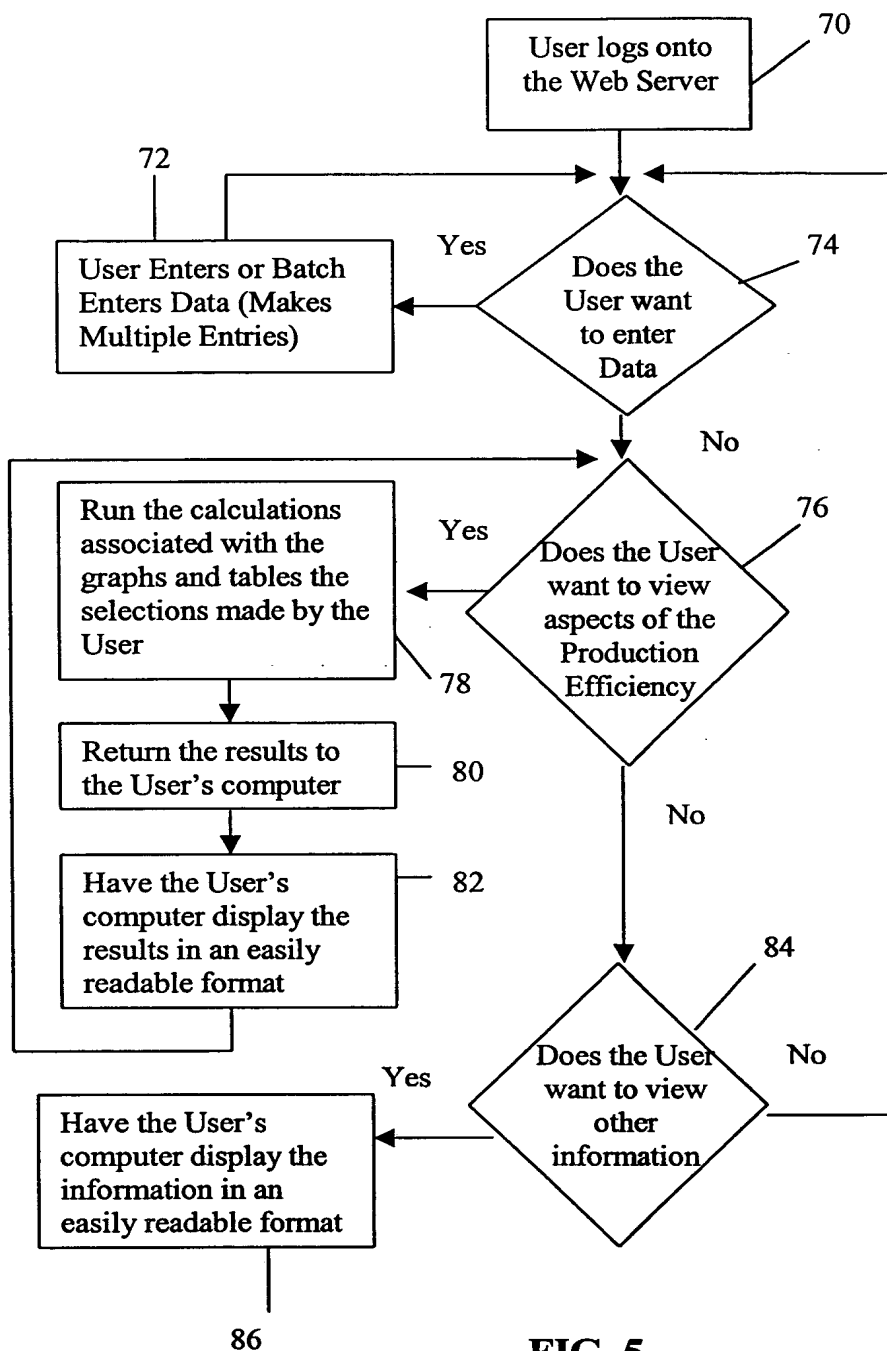 70
User logs onto
the Web Server
72
Yes
74
User Enters or Batch
Enters Data (Makes
Multiple Entries)
Does the
User want
to enter
Data
No
76
Run the calculations
associated with the
graphs and tables the
selections made by the
User
Yes
Does the User
want to view
aspects of the
Production
Efficiency
78
Return the results to
the User's computer
80
No
Have the User's
computer display the
results in an easily
readable format
82
84
Does the User
want to view
other
information
No
Yes
Have the User's
computer display the
information in an
easily readable format
86
FIG. 5